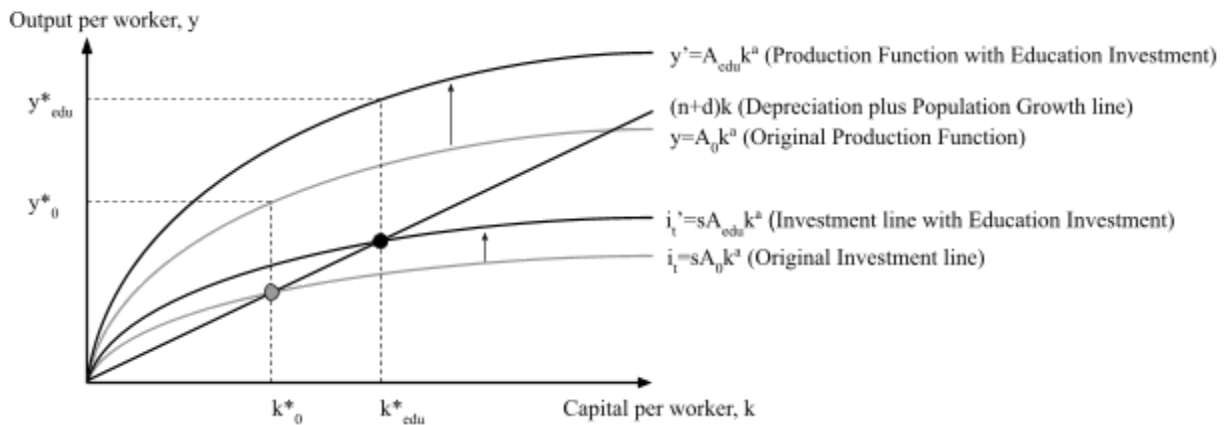 Output per worker, y
y'=A_edu k^a (Production Function with Education Investment)
y*_edu
(n+d)k (Depreciation plus Population Growth line)
y=A_0 k^a (Original Production Function)
y*_0
i_t'=sA_edu k^a (Investment line with Education Investment)
i_t=sA_0 k^a (Original Investment line)
k*_0
k*_edu
Capital per worker, k